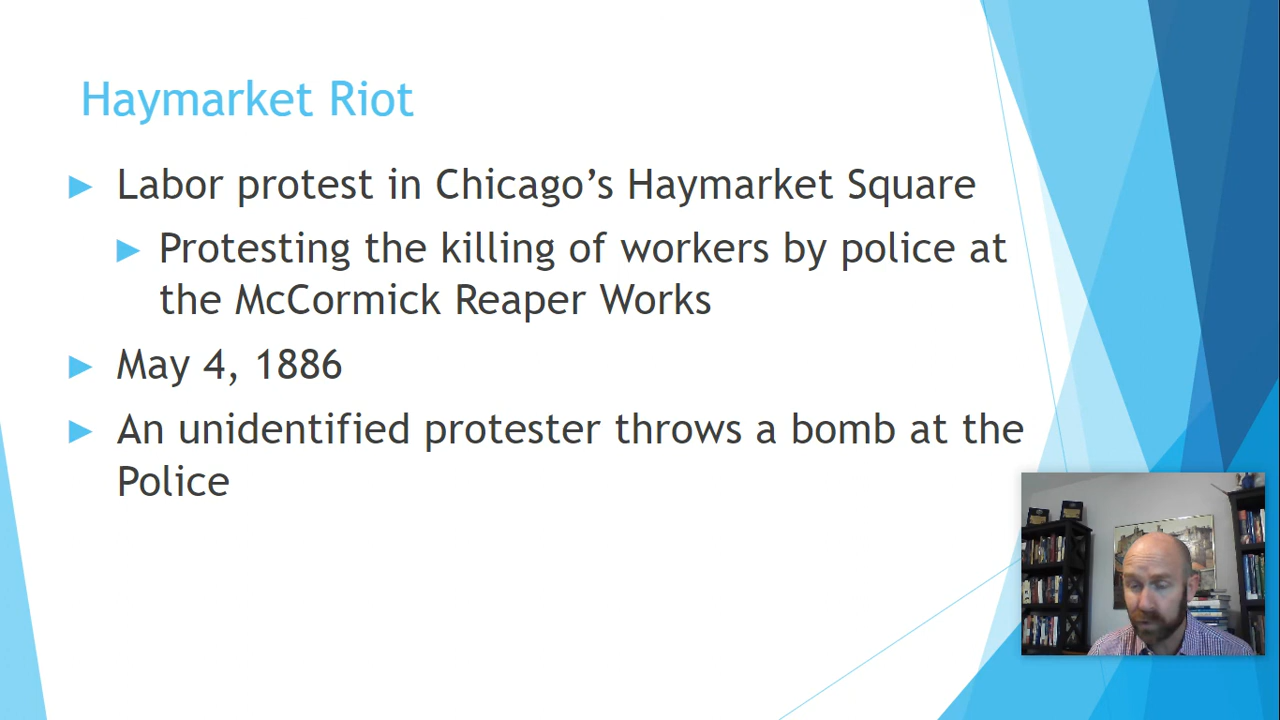 Haymarket Riot
Labor protest in Chicago’s Haymarket Square
Protesting the killing of workers by police at
the McCormick Reaper Works
May 4, 1886
An unidentified protester throws a bomb at the
Police